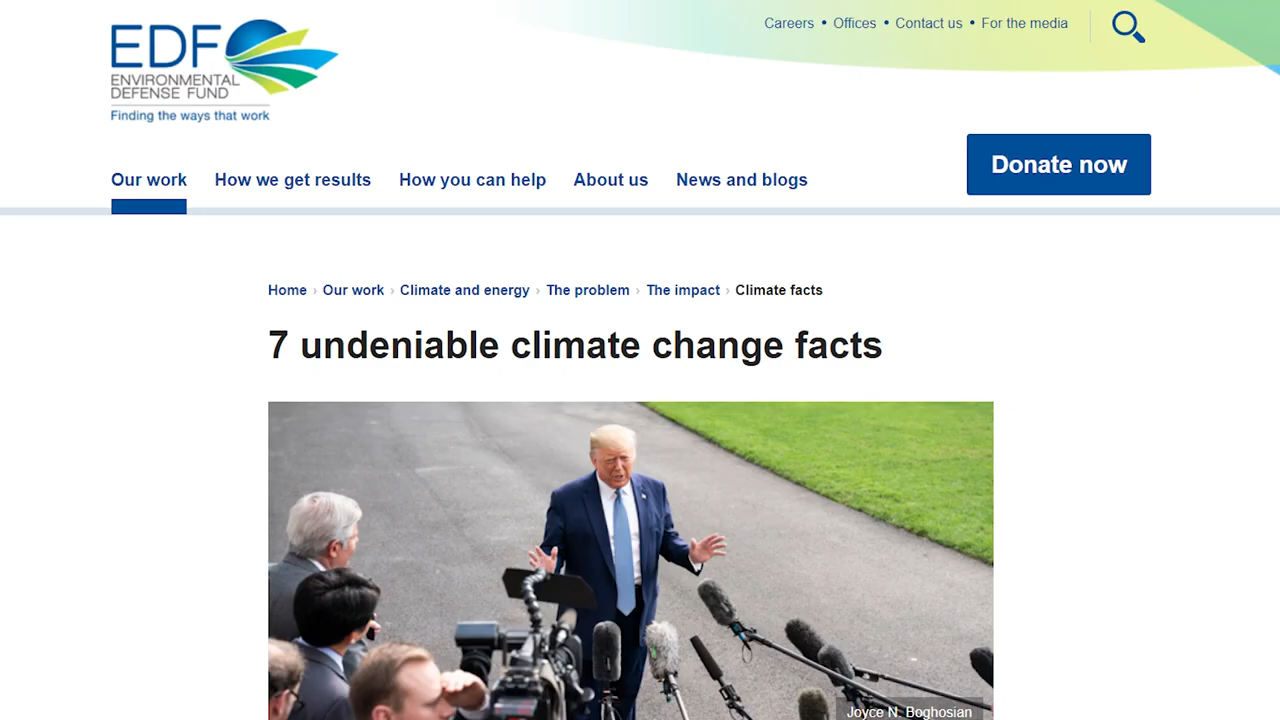 EDF
ENVIRONMENTAL
DEFENSE FUND
Finding the ways that work
Careers • Offices • Contact us • For the media
Our work How we get results How you can help About us News and blogs
Donate now
Home › Our work › Climate and energy › The problem › The impact › Climate facts
7 undeniable climate change facts
Joyce N. Boghosian